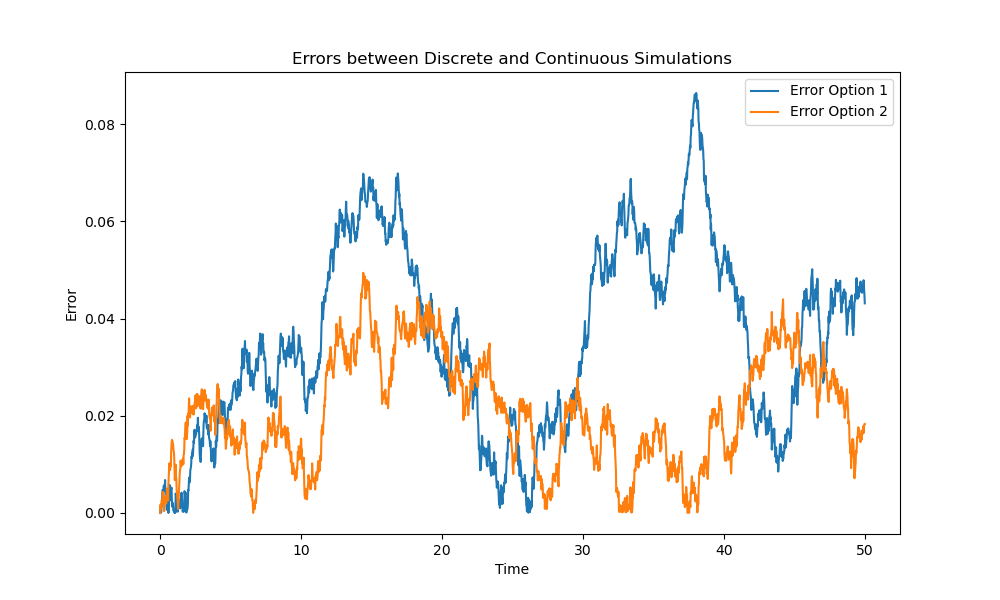 Errors between Discrete and Continuous Simulations
Error Option 1
Error Option 2
Error
0.08
0.06
0.04
0.02
0.00
0 10 20 30 40 50
Time